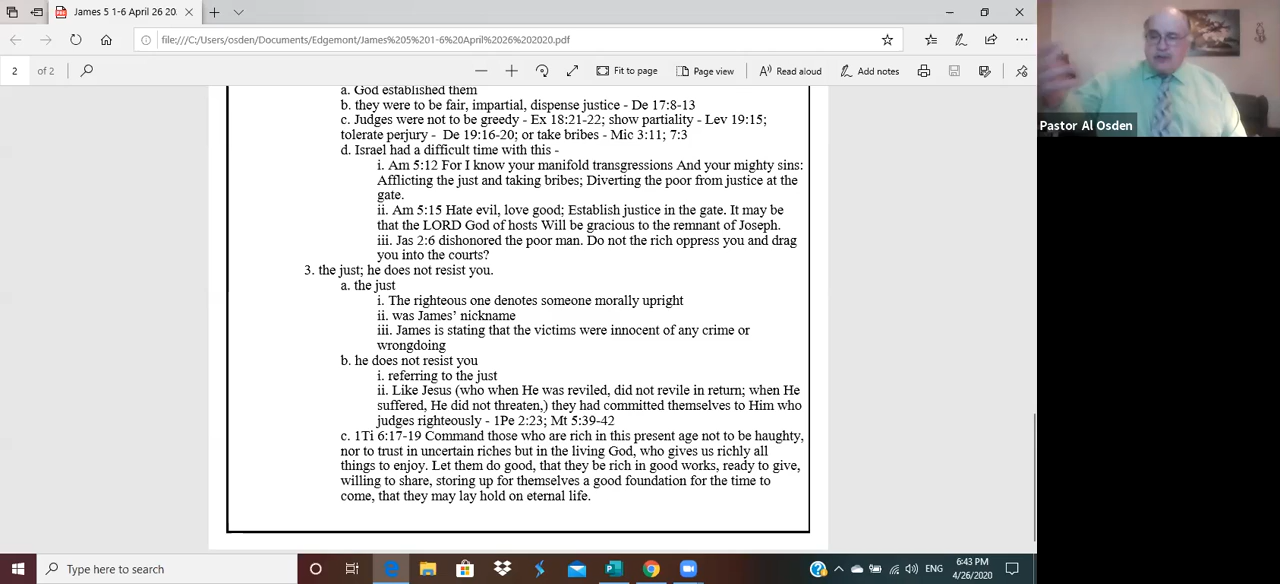 James 5 1-6 April 26 20.
file:///C:/Users/osden/Documents/Edgemont/James%205%201-6%20April%2026%202020.pdf
2 of 2
Fit to page
Page view
Read aloud
Add notes
a. God established them
b. they were to be fair, impartial, dispense justice - De 17:8-13
c. Judges were not to be greedy - Ex 18:21-22; show partiality - Lev 19:15;
tolerate perjury - De 19:16-20; or take bribes - Mic 3:11; 7:3
d. Israel had a difficult time with this -
i. Am 5:12 For I know your manifold transgressions And your mighty sins:
Afflicting the just and taking bribes; Diverting the poor from justice at the
gate.
ii. Am 5:15 Hate evil, love good; Establish justice in the gate. It may be
that the LORD God of hosts Will be gracious to the remnant of Joseph.
iii. Jas 2:6 dishonored the poor man. Do not the rich oppress you and drag
you into the courts?
3. the just; he does not resist you.
a. the just
i. The righteous one denotes someone morally upright
ii. was James' nickname
iii. James is stating that the victims were innocent of any crime or
wrongdoing
b. he does not resist you
i. referring to the just
ii. Like Jesus (who when He was reviled, did not revile in return; when He
suffered, He did not threaten,) they had committed themselves to Him who
judges righteously - 1Pe 2:23; Mt 5:39-42
c. 1Ti 6:17-19 Command those who are rich in this present age not to be haughty,
nor to trust in uncertain riches but in the living God, who gives us richly all
things to enjoy. Let them do good, that they be rich in good works, ready to give,
willing to share, storing up for themselves a good foundation for the time to
come, that they may lay hold on eternal life.
Pastor Al Osden
Type here to search
ENG
6:43 PM
4/26/2020